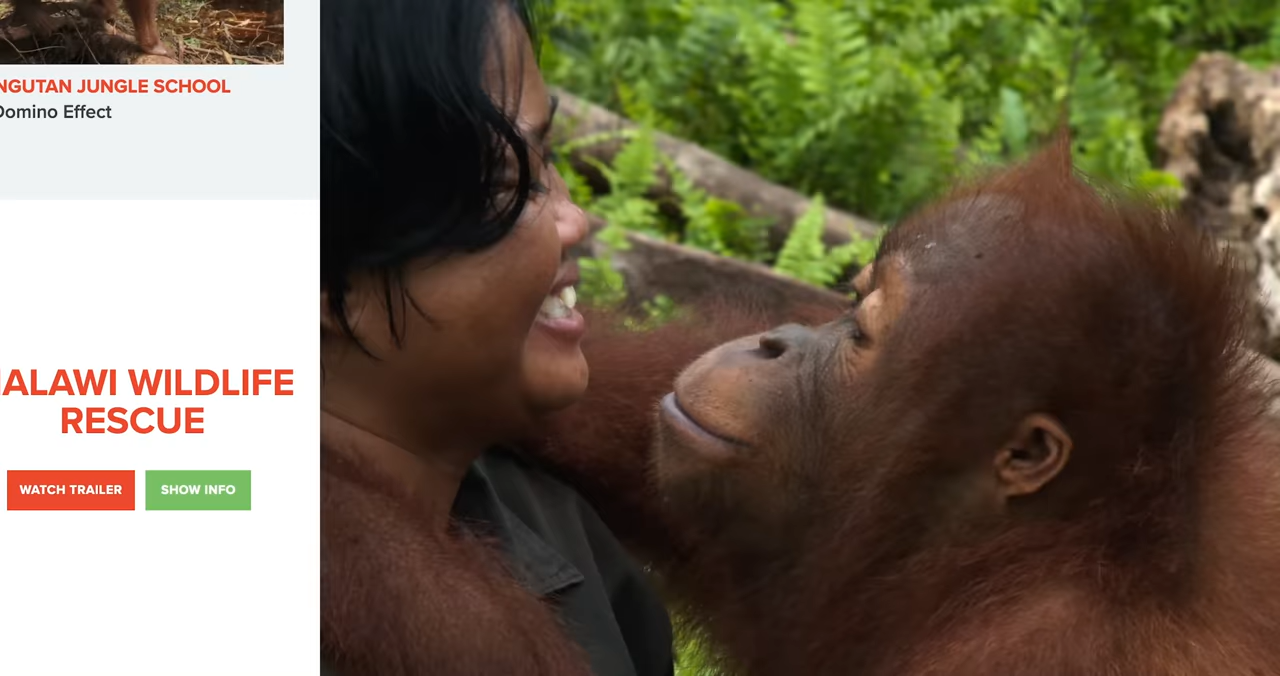 NGUTAN JUNGLE SCHOOL
Domino Effect
ALAWI WILDLIFE
RESCUE
WATCH TRAILER
SHOW INFO